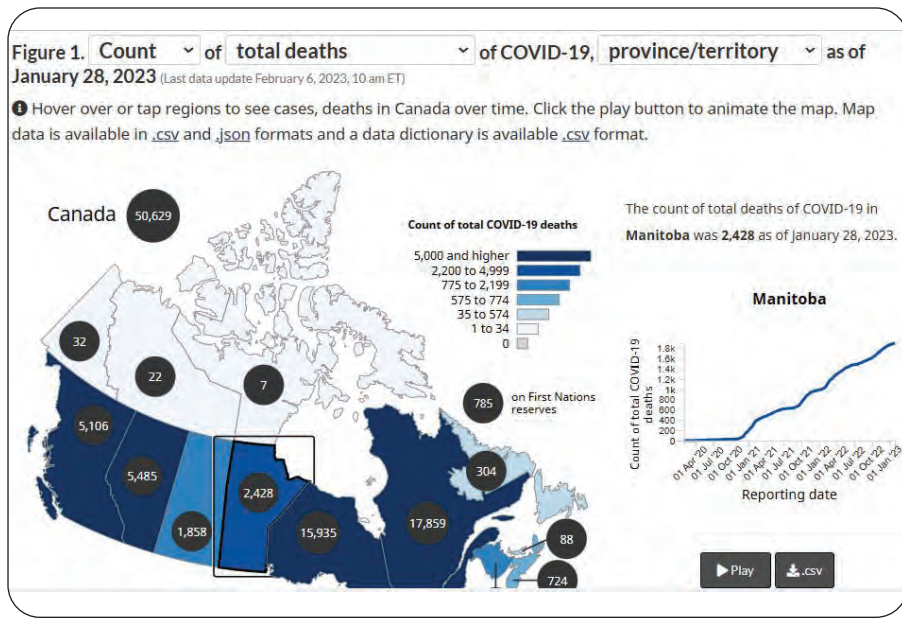 Figure 1. Count of total deaths of COVID-19, province/territory as of
January 28, 2023 (Last data update February 6, 2023, 10 am ET)
Hover over or tap regions to see cases, deaths in Canada over time. Click the play button to animate the map. Map
data is available in .csv and .json formats and a data dictionary is available .csv format.
Canada 50,629
32
22
7
5,106
5,485
1,858
2,428
15,935
17,859
304
88
724
785 on First Nations
reserves
Count of total COVID-19 deaths
5,000 and higher
2,200 to 4,999
775 to 2,199
575 to 774
35 to 574
1 to 34
0
The count of total deaths of COVID-19 in
Manitoba was 2,428 as of January 28, 2023.
Manitoba
Count of total COVID-19
deaths
1.8k
1.6k
1.4k
1.2k
1k
800
600
400
200
0
01 Apr'20
01 Jul'20
01 Oct'20
01 Jan'21
01 Apr'21
01 Jul'21
01 Oct'21
01 Jan'22
01 Apr'22
01 Jul'22
01 Oct'22
01 Jan'23
Reporting date
Play
.csv